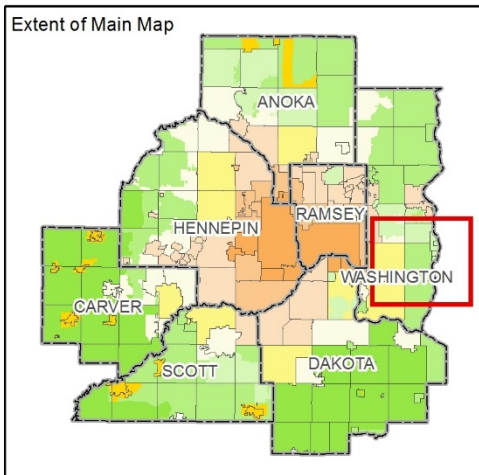 Extent of Main Map
ANOKA
RAMSEY
HENNEPIN
WASHINGTON
CARVER
SCOTT
DAKOTA